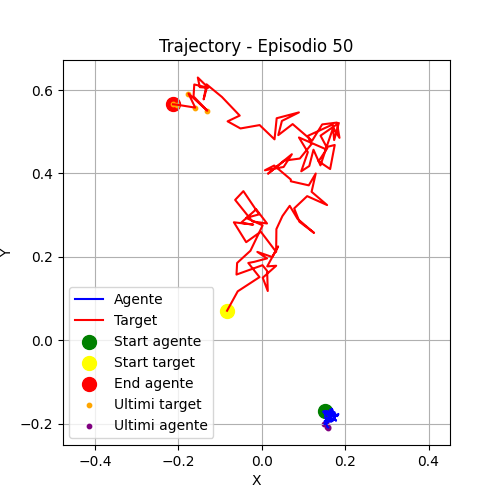 Trajectory - Episodio 50
0.6
0.4
0.2
0.0
−0.2
Y
Agente
Target
Start agente
Start target
End agente
Ultimi target
Ultimi agente
−0.4 −0.2 0.0 0.2 0.4
X